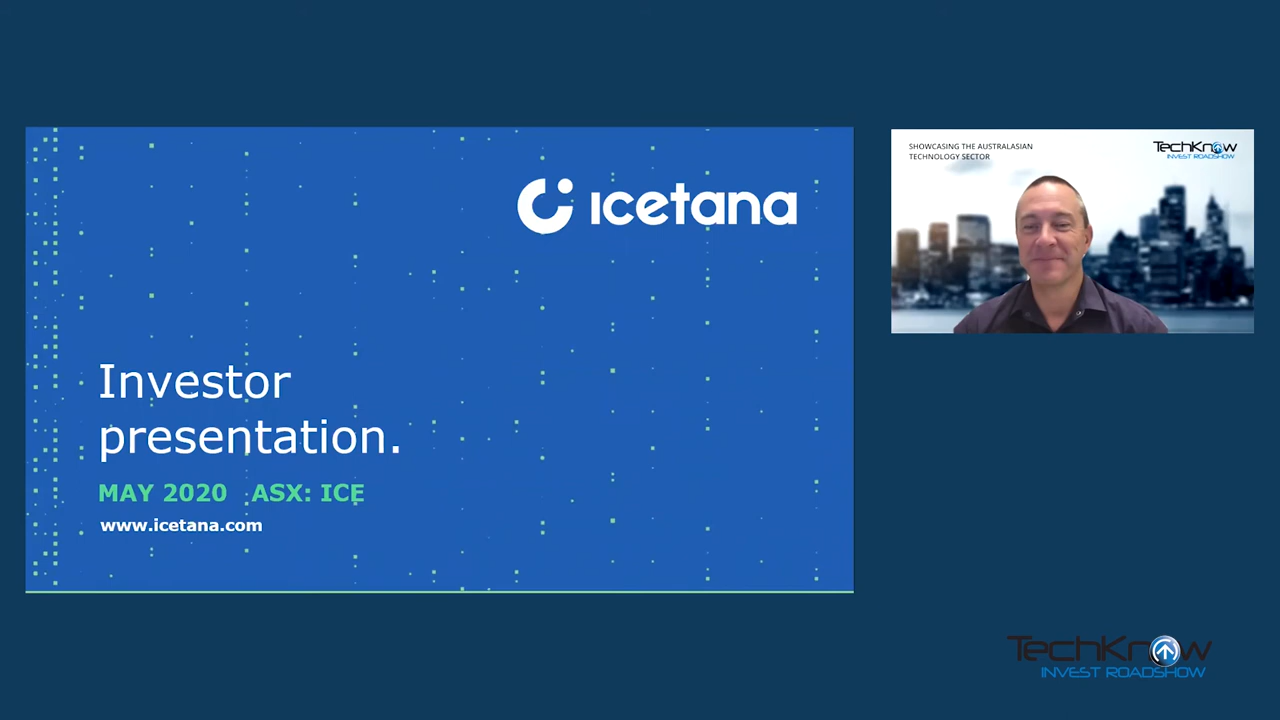 icetana
Investor
presentation.
MAY 2020 ASX: ICE
www.icetana.com
SHOWCASING THE AUSTRALASIAN
TECHNOLOGY SECTOR
TechKnow
INVEST ROADSHOW
TechKnow
INVEST ROADSHOW